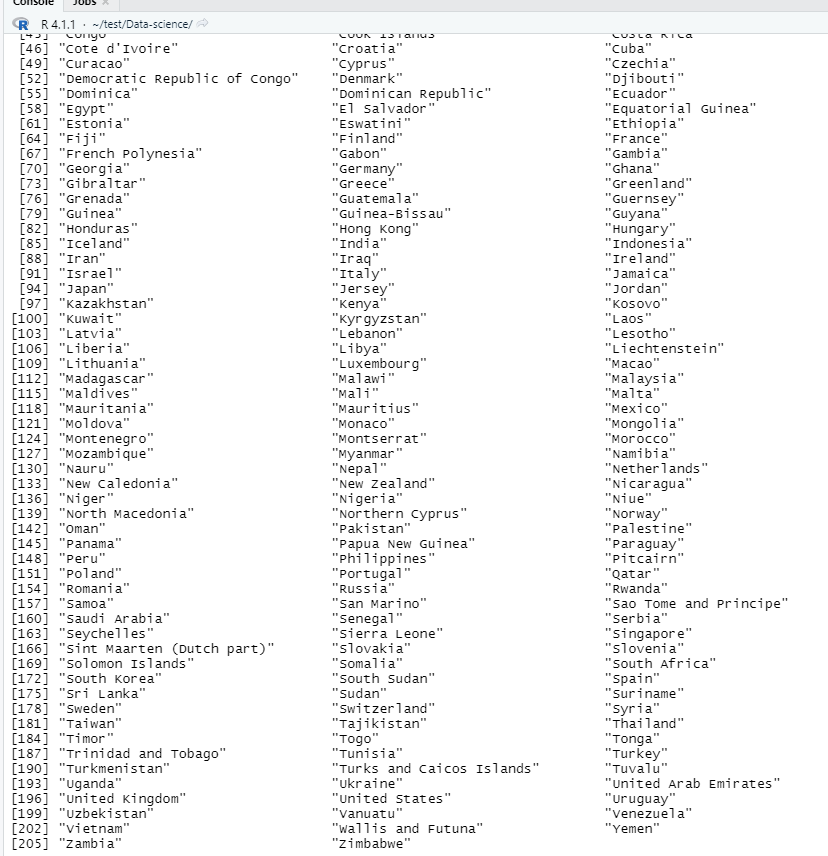 Console Jobs ×
R 4.1.1 · ~/test/Data-science/
[43] "Congo" "Cook Islands" "Costa Rica"
[46] "Cote d'Ivoire" "Croatia" "Cuba"
[49] "Curacao" "Cyprus" "Czechia"
[52] "Democratic Republic of Congo" "Denmark" "Djibouti"
[55] "Dominica" "Dominican Republic" "Ecuador"
[58] "Egypt" "El Salvador" "Equatorial Guinea"
[61] "Estonia" "Eswatini" "Ethiopia"
[64] "Fiji" "Finland" "France"
[67] "French Polynesia" "Gabon" "Gambia"
[70] "Georgia" "Germany" "Ghana"
[73] "Gibraltar" "Greece" "Greenland"
[76] "Grenada" "Guatemala" "Guernsey"
[79] "Guinea" "Guinea-Bissau" "Guyana"
[82] "Honduras" "Hong Kong" "Hungary"
[85] "Iceland" "India" "Indonesia"
[88] "Iran" "Iraq" "Ireland"
[91] "Israel" "Italy" "Jamaica"
[94] "Japan" "Jersey" "Jordan"
[97] "Kazakhstan" "Kenya" "Kosovo"
[100] "Kuwait" "Kyrgyzstan" "Laos"
[103] "Latvia" "Lebanon" "Lesotho"
[106] "Liberia" "Libya" "Liechtenstein"
[109] "Lithuania" "Luxembourg" "Macao"
[112] "Madagascar" "Malawi" "Malaysia"
[115] "Maldives" "Mali" "Malta"
[118] "Mauritania" "Mauritius" "Mexico"
[121] "Moldova" "Monaco" "Mongolia"
[124] "Montenegro" "Montserrat" "Morocco"
[127] "Mozambique" "Myanmar" "Namibia"
[130] "Nauru" "Nepal" "Netherlands"
[133] "New Caledonia" "New Zealand" "Nicaragua"
[136] "Niger" "Nigeria" "Niue"
[139] "North Macedonia" "Northern Cyprus" "Norway"
[142] "Oman" "Pakistan" "Palestine"
[145] "Panama" "Papua New Guinea" "Paraguay"
[148] "Peru" "Philippines" "Pitcairn"
[151] "Poland" "Portugal" "Qatar"
[154] "Romania" "Russia" "Rwanda"
[157] "Samoa" "San Marino" "Sao Tome and Principe"
[160] "Saudi Arabia" "Senegal" "Serbia"
[163] "Seychelles" "Sierra Leone" "Singapore"
[166] "Sint Maarten (Dutch part)" "Slovakia" "Slovenia"
[169] "Solomon Islands" "Somalia" "South Africa"
[172] "South Korea" "South Sudan" "Spain"
[175] "Sri Lanka" "Sudan" "Suriname"
[178] "Sweden" "Switzerland" "Syria"
[181] "Taiwan" "Tajikistan" "Thailand"
[184] "Timor" "Togo" "Tonga"
[187] "Trinidad and Tobago" "Tunisia" "Turkey"
[190] "Turkmenistan" "Turks and Caicos Islands" "Tuvalu"
[193] "Uganda" "Ukraine" "United Arab Emirates"
[196] "United Kingdom" "United States" "Uruguay"
[199] "Uzbekistan" "Vanuatu" "Venezuela"
[202] "Vietnam" "Wallis and Futuna" "Yemen"
[205] "Zambia" "Zimbabwe"